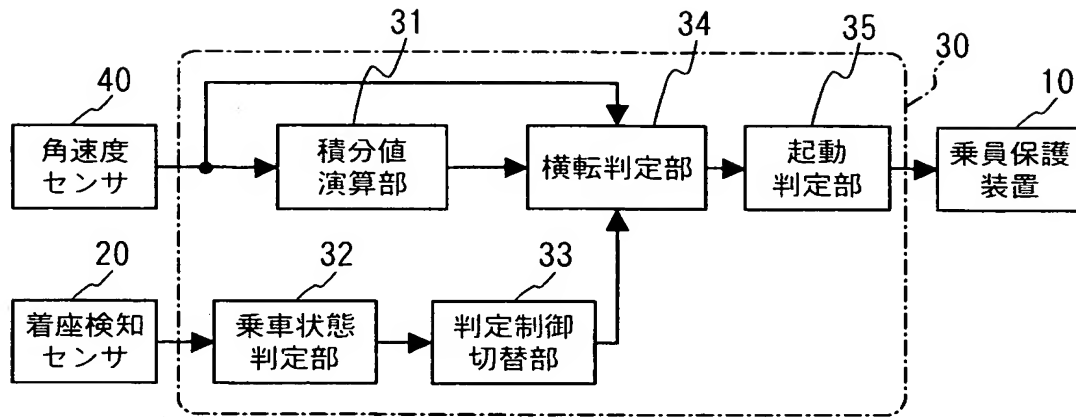 31
34
35
30
10
40
角速度
センサ
積分値
演算部
横転判定部
起動
判定部
乗員保護
装置
20
32
33
着座検知
センサ
乗車状態
判定部
判定制御
切替部